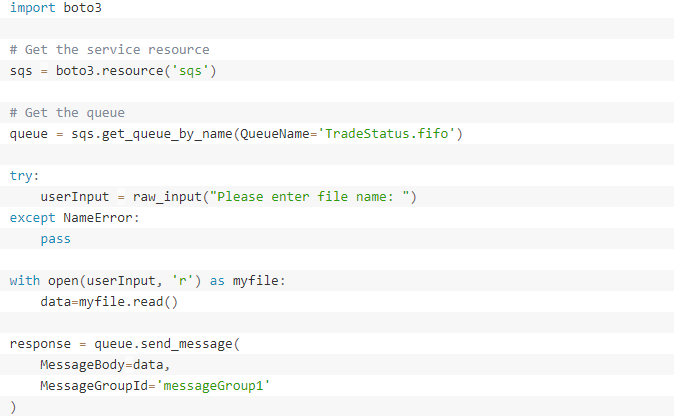 import boto3
# Get the service resource
sqs = boto3.resource('sqs')
# Get the queue
queue = sqs.get_queue_by_name(QueueName='TradeStatus.fifo')
try:
    userInput = raw_input("Please enter file name: ")
except NameError:
    pass
with open(userInput, 'r') as myfile:
    data=myfile.read()
response = queue.send_message(
    MessageBody=data,
    MessageGroupId='messageGroup1'
)